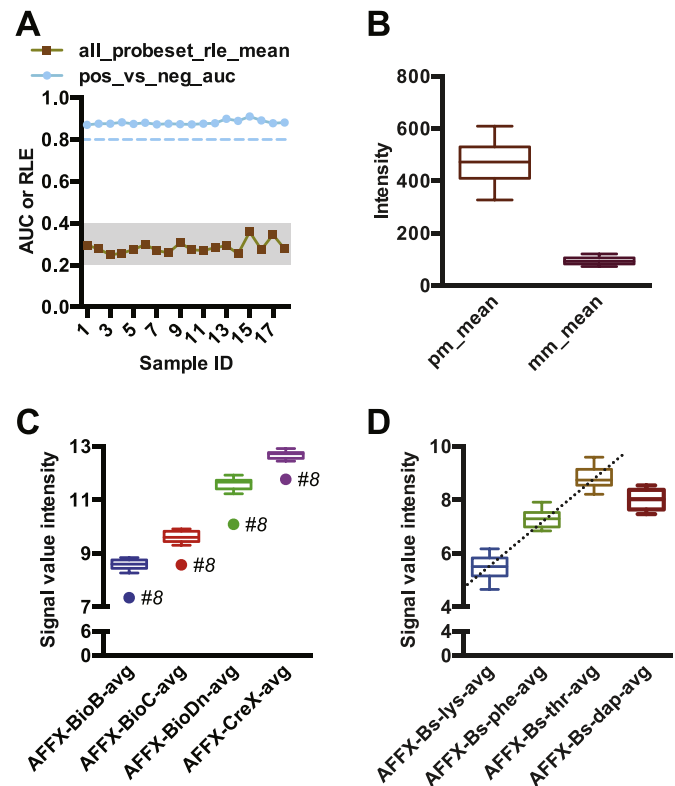 A
all_probeset_rle_mean
pos_vs_neg_auc
AUC or RLE
1.0
0.8
0.6
0.4
0.2
0.0
1 3 5 7 9 11 13 15 17
Sample ID
B
Intensity
800
600
400
200
0
pm_mean
mm_mean
C
Signal value intensity
13
11
9
7
6
0
#8
#8
#8
#8
AFFX-BioB-avg
AFFX-BioC-avg
AFFX-BioDn-avg
AFFX-CreX-avg
D
Signal value intensity
10
8
6
4
4
0
AFFX-Bs-lys-avg
AFFX-Bs-phe-avg
AFFX-Bs-thr-avg
AFFX-Bs-dap-avg